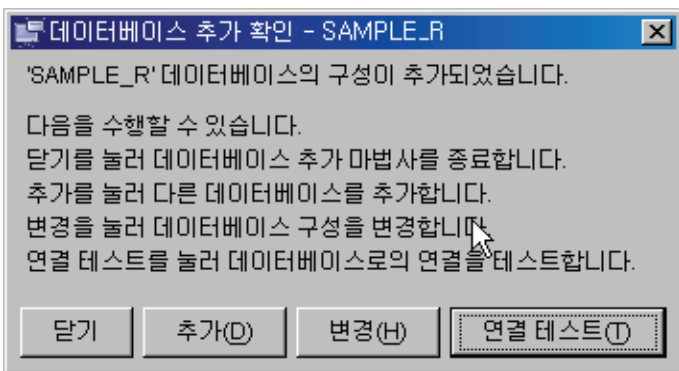 데이터베이스 추가 확인 - SAMPLE_R
'SAMPLE_R' 데이터베이스의 구성이 추가되었습니다.
다음을 수행할 수 있습니다.
닫기를 눌러 데이터베이스 추가 마법사를 종료합니다.
추가를 눌러 다른 데이터베이스를 추가합니다.
변경을 눌러 데이터베이스 구성을 변경합니다.
연결 테스트를 눌러 데이터베이스로의 연결을 테스트합니다.
닫기 추가(D) 변경(H) 연결 테스트(T)